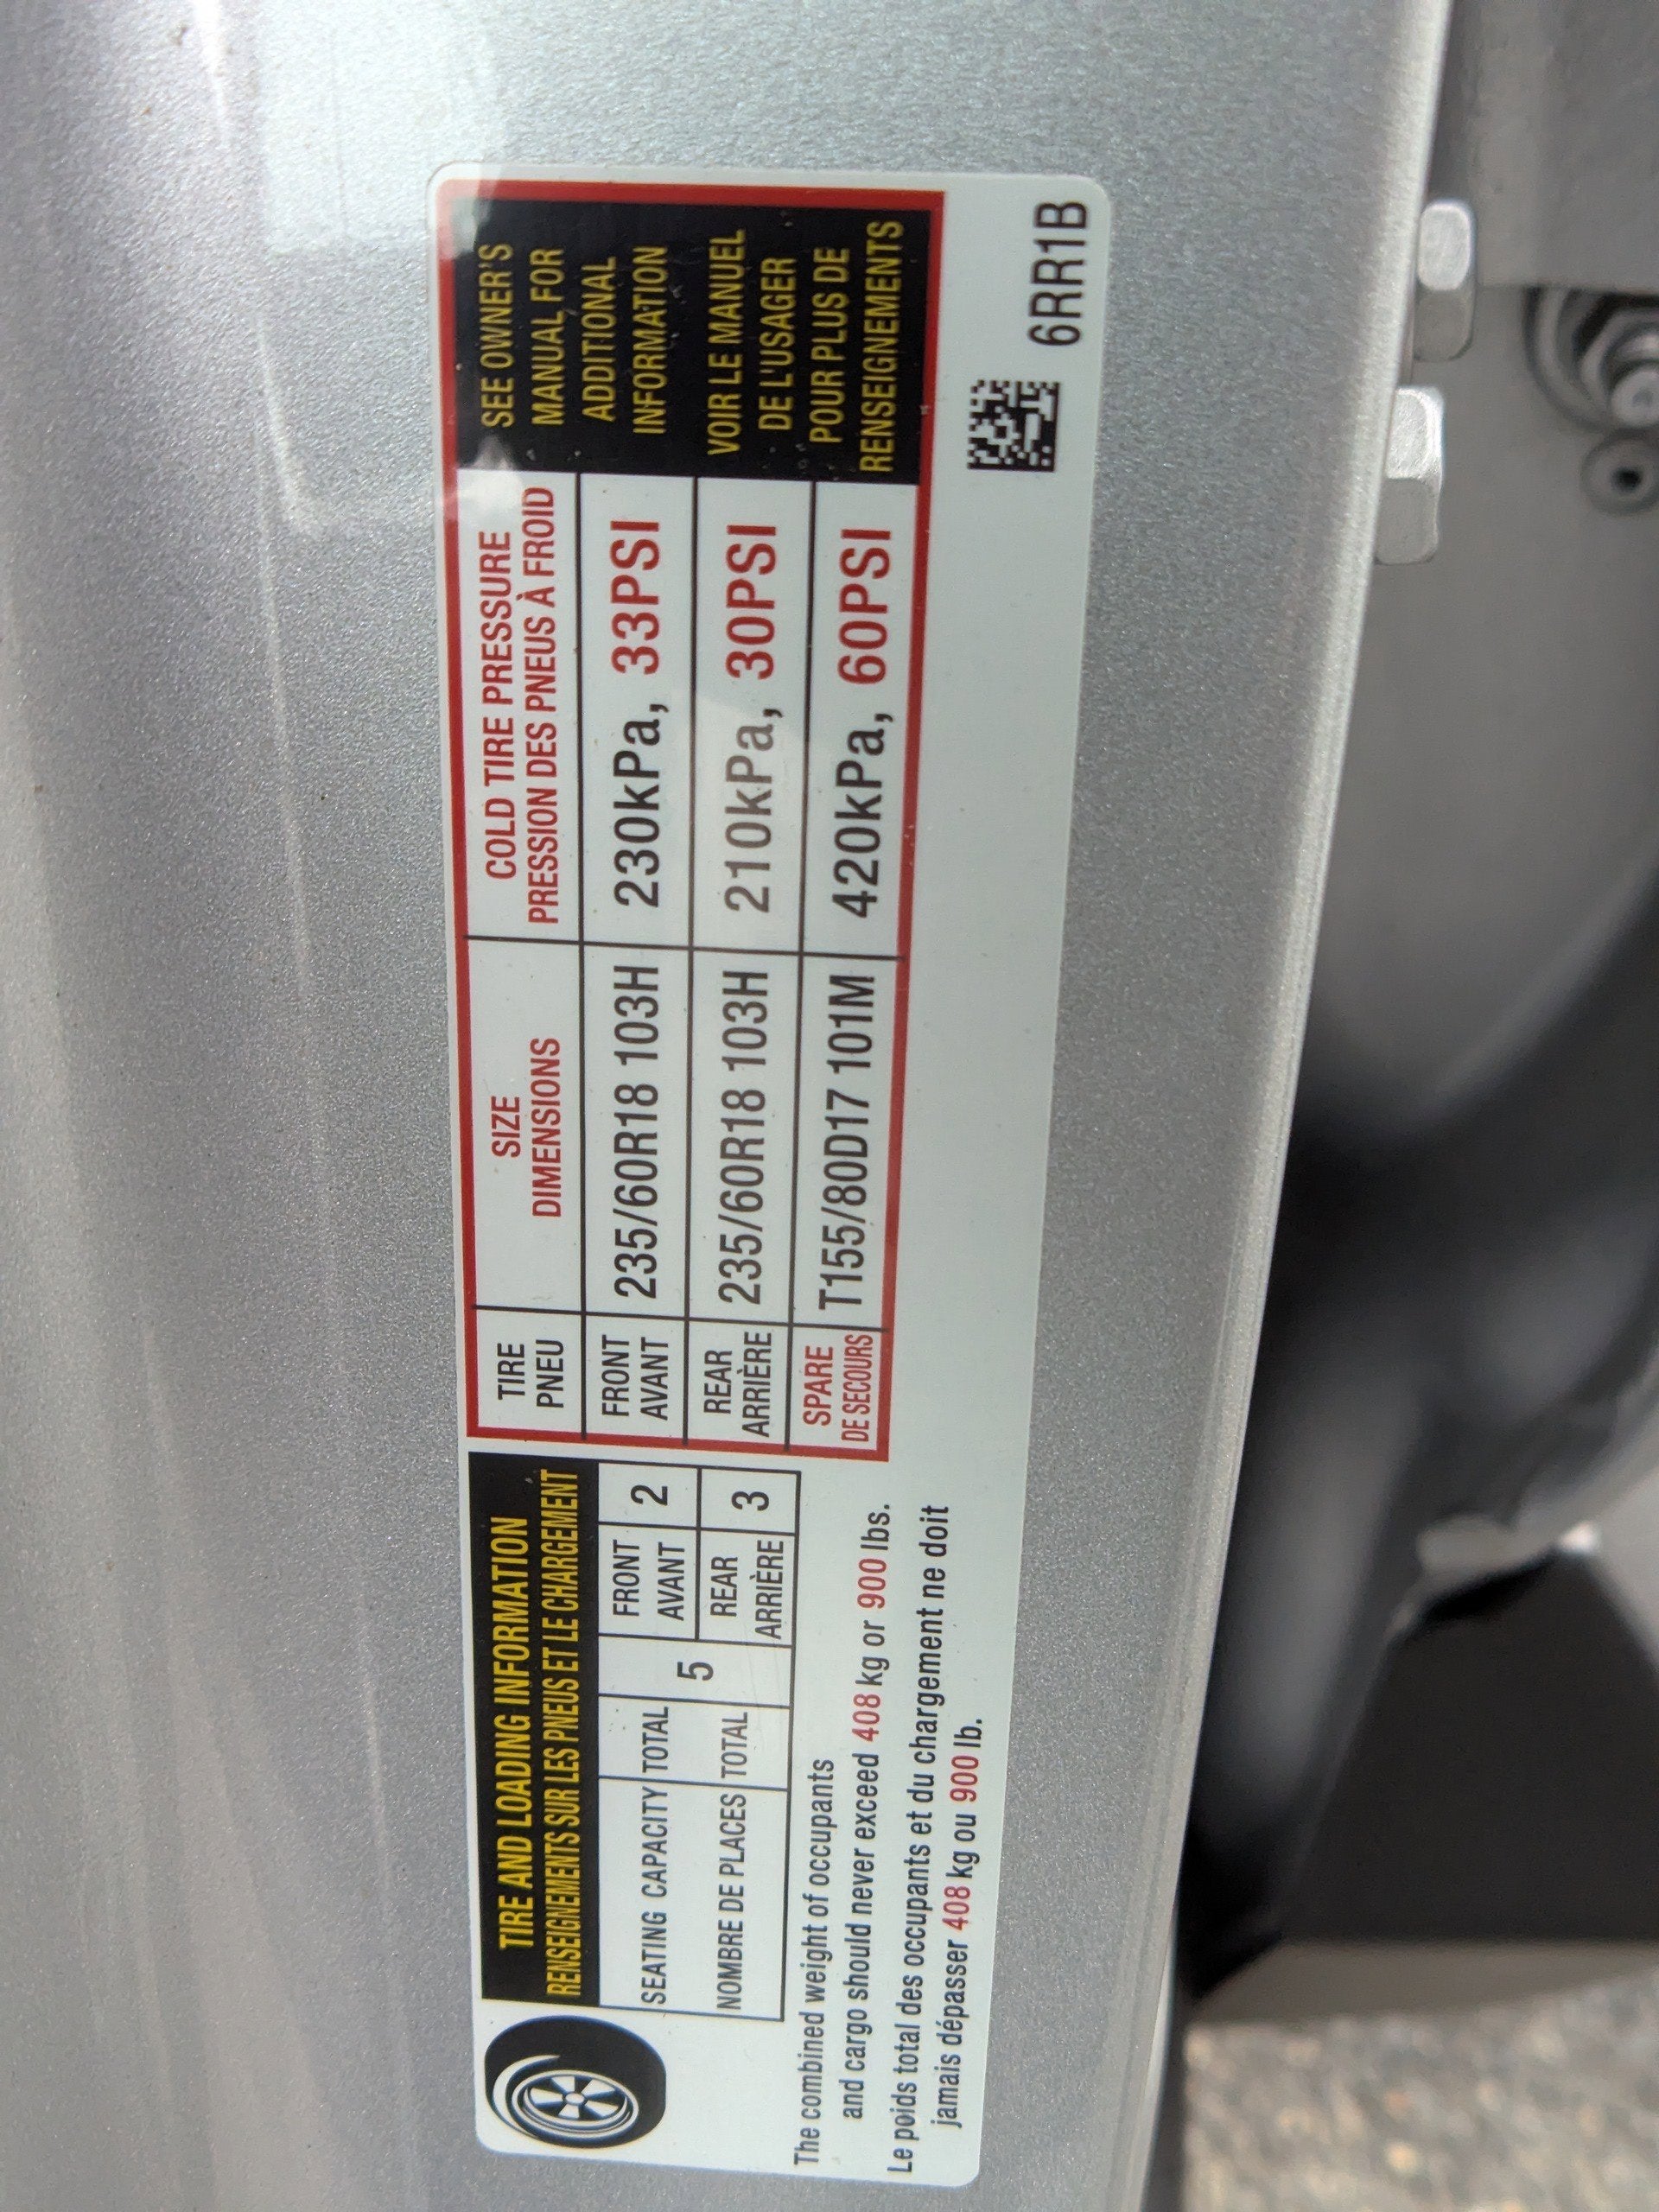 TIRE AND LOADING INFORMATION
RENSEIGNEMENTS SUR LES PNEUS ET LE CHARGEMENT
SEATING CAPACITY TOTAL 5 FRONT 2
NOMBRE DE PLACES TOTAL AVANT
REAR 3
ARRIÈRE
The combined weight of occupants
and cargo should never exceed 408 kg or 900 lbs.
Le poids total des occupants et du chargement ne doit
jamais dépasser 408 kg ou 900 lb.
TIRE SIZE COLD TIRE PRESSURE
PNEU DIMENSIONS PRESSION DES PNEUS À FROID
FRONT 235/60R18 103H 230kPa, 33PSI
AVANT
REAR 235/60R18 103H 210kPa, 30PSI
ARRIÈRE
SPARE T155/80D17 101M 420kPa, 60PSI
DE SECOURS
SEE OWNER'S
MANUAL FOR
ADDITIONAL
INFORMATION
VOIR LE MANUEL
DE L'USAGER
POUR PLUS DE
RENSEIGNEMENTS
6RR1B